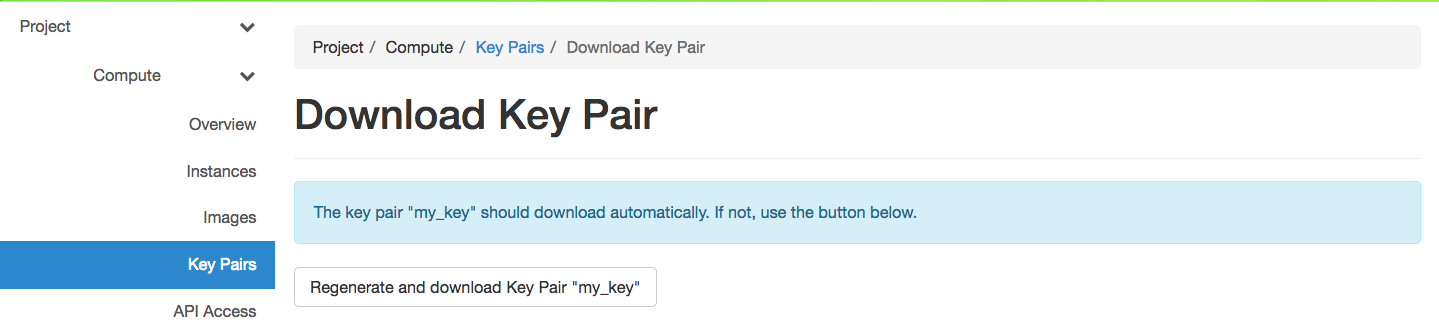 Project
Compute
Overview
Instances
Images
Key Pairs
API Access
Project / Compute / Key Pairs / Download Key Pair
Download Key Pair
The key pair "my_key" should download automatically. If not, use the button below.
Regenerate and download Key Pair "my_key"